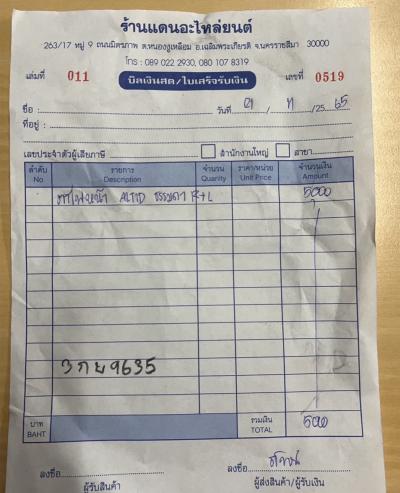 ร้านแดนอะไหล่ยนต์
263/17 หมู่ 9 ถนนมิตรภาพ ต.หนองงูเหลือม อ.เฉลิมพระเกียรติ จ.นครราชสีมา 30000
โทร : 089 022 2930, 080 107 8319
เล่มที่ 011 บิลเงินสด/ใบเสร็จรับเงิน เลขที่ 0519
ชื่อ : วันที่ / /25 65
ที่อยู่ :
เลขประจำตัวผู้เสียภาษี สำนักงานใหญ่ สาขา
ลำดับ รายการ จำนวน ราคา/หน่วย จำนวนเงิน
No Description Quantity Unit Price Amount
ธรรมดา R+L 5000
3 กย 9635
บาท รวมเงิน 5000
BAHT TOTAL
ลงชื่อ ลงชื่อ
ผู้รับสินค้า ผู้ส่งสินค้า/ผู้รับเงิน